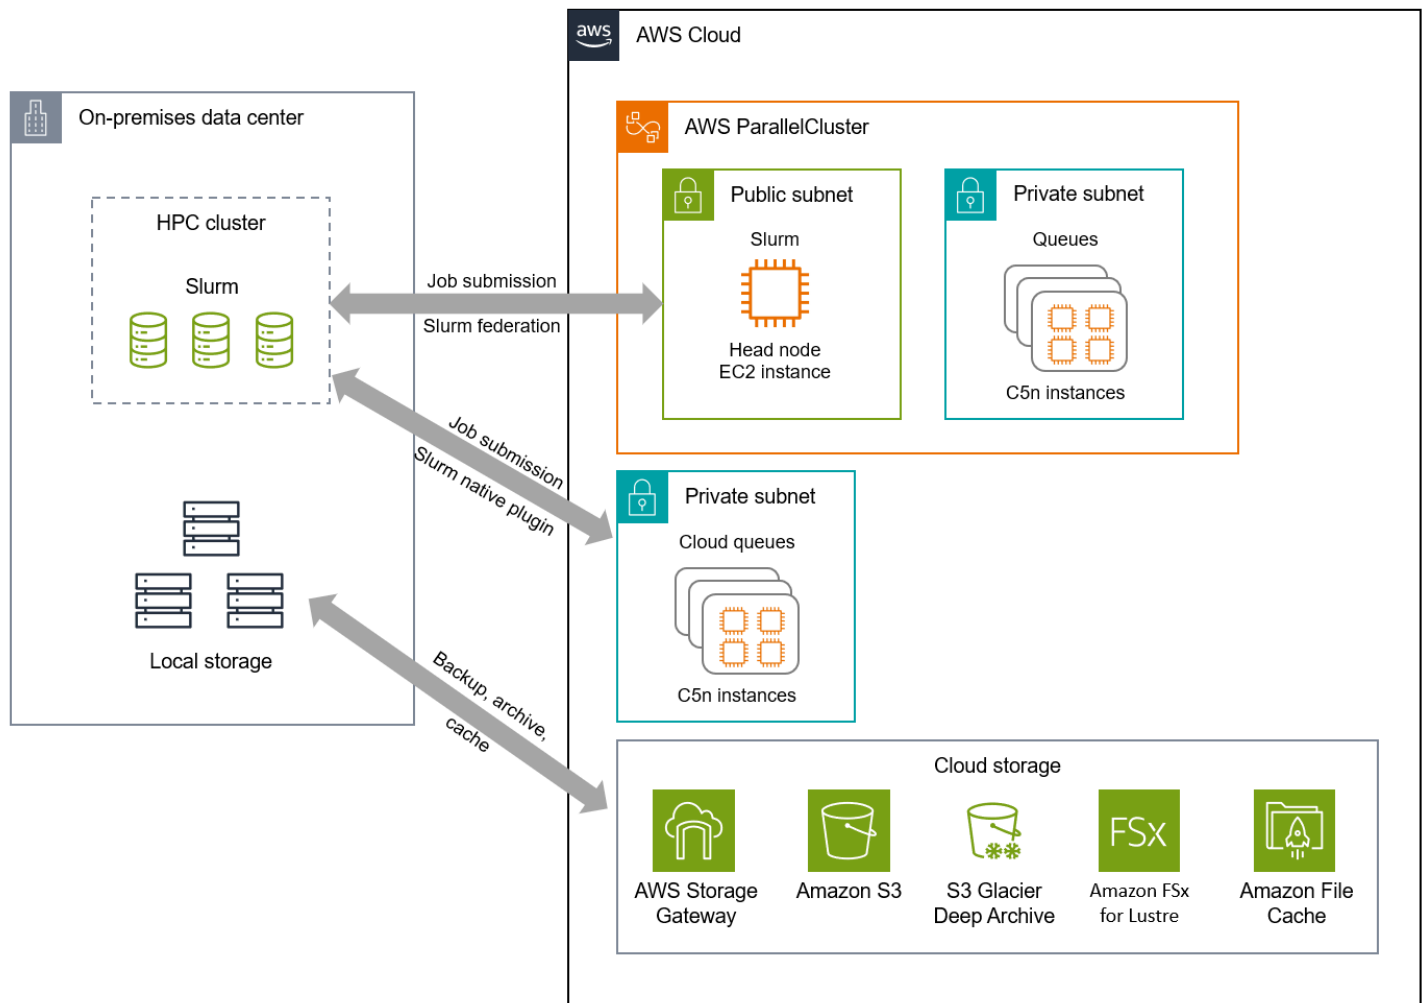 aws
AWS Cloud
On-premises data center
AWS ParallelCluster
HPC cluster
Slurm
Public subnet
Slurm
Head node
EC2 instance
Private subnet
Queues
C5n instances
Job submission
Slurm federation
Job submission
Slurm native plugin
Private subnet
Cloud queues
C5n instances
Local storage
Backup, archive,
cache
Cloud storage
AWS Storage
Gateway
Amazon S3
S3 Glacier
Deep Archive
FSx
Amazon FSx
for Lustre
Amazon File
Cache